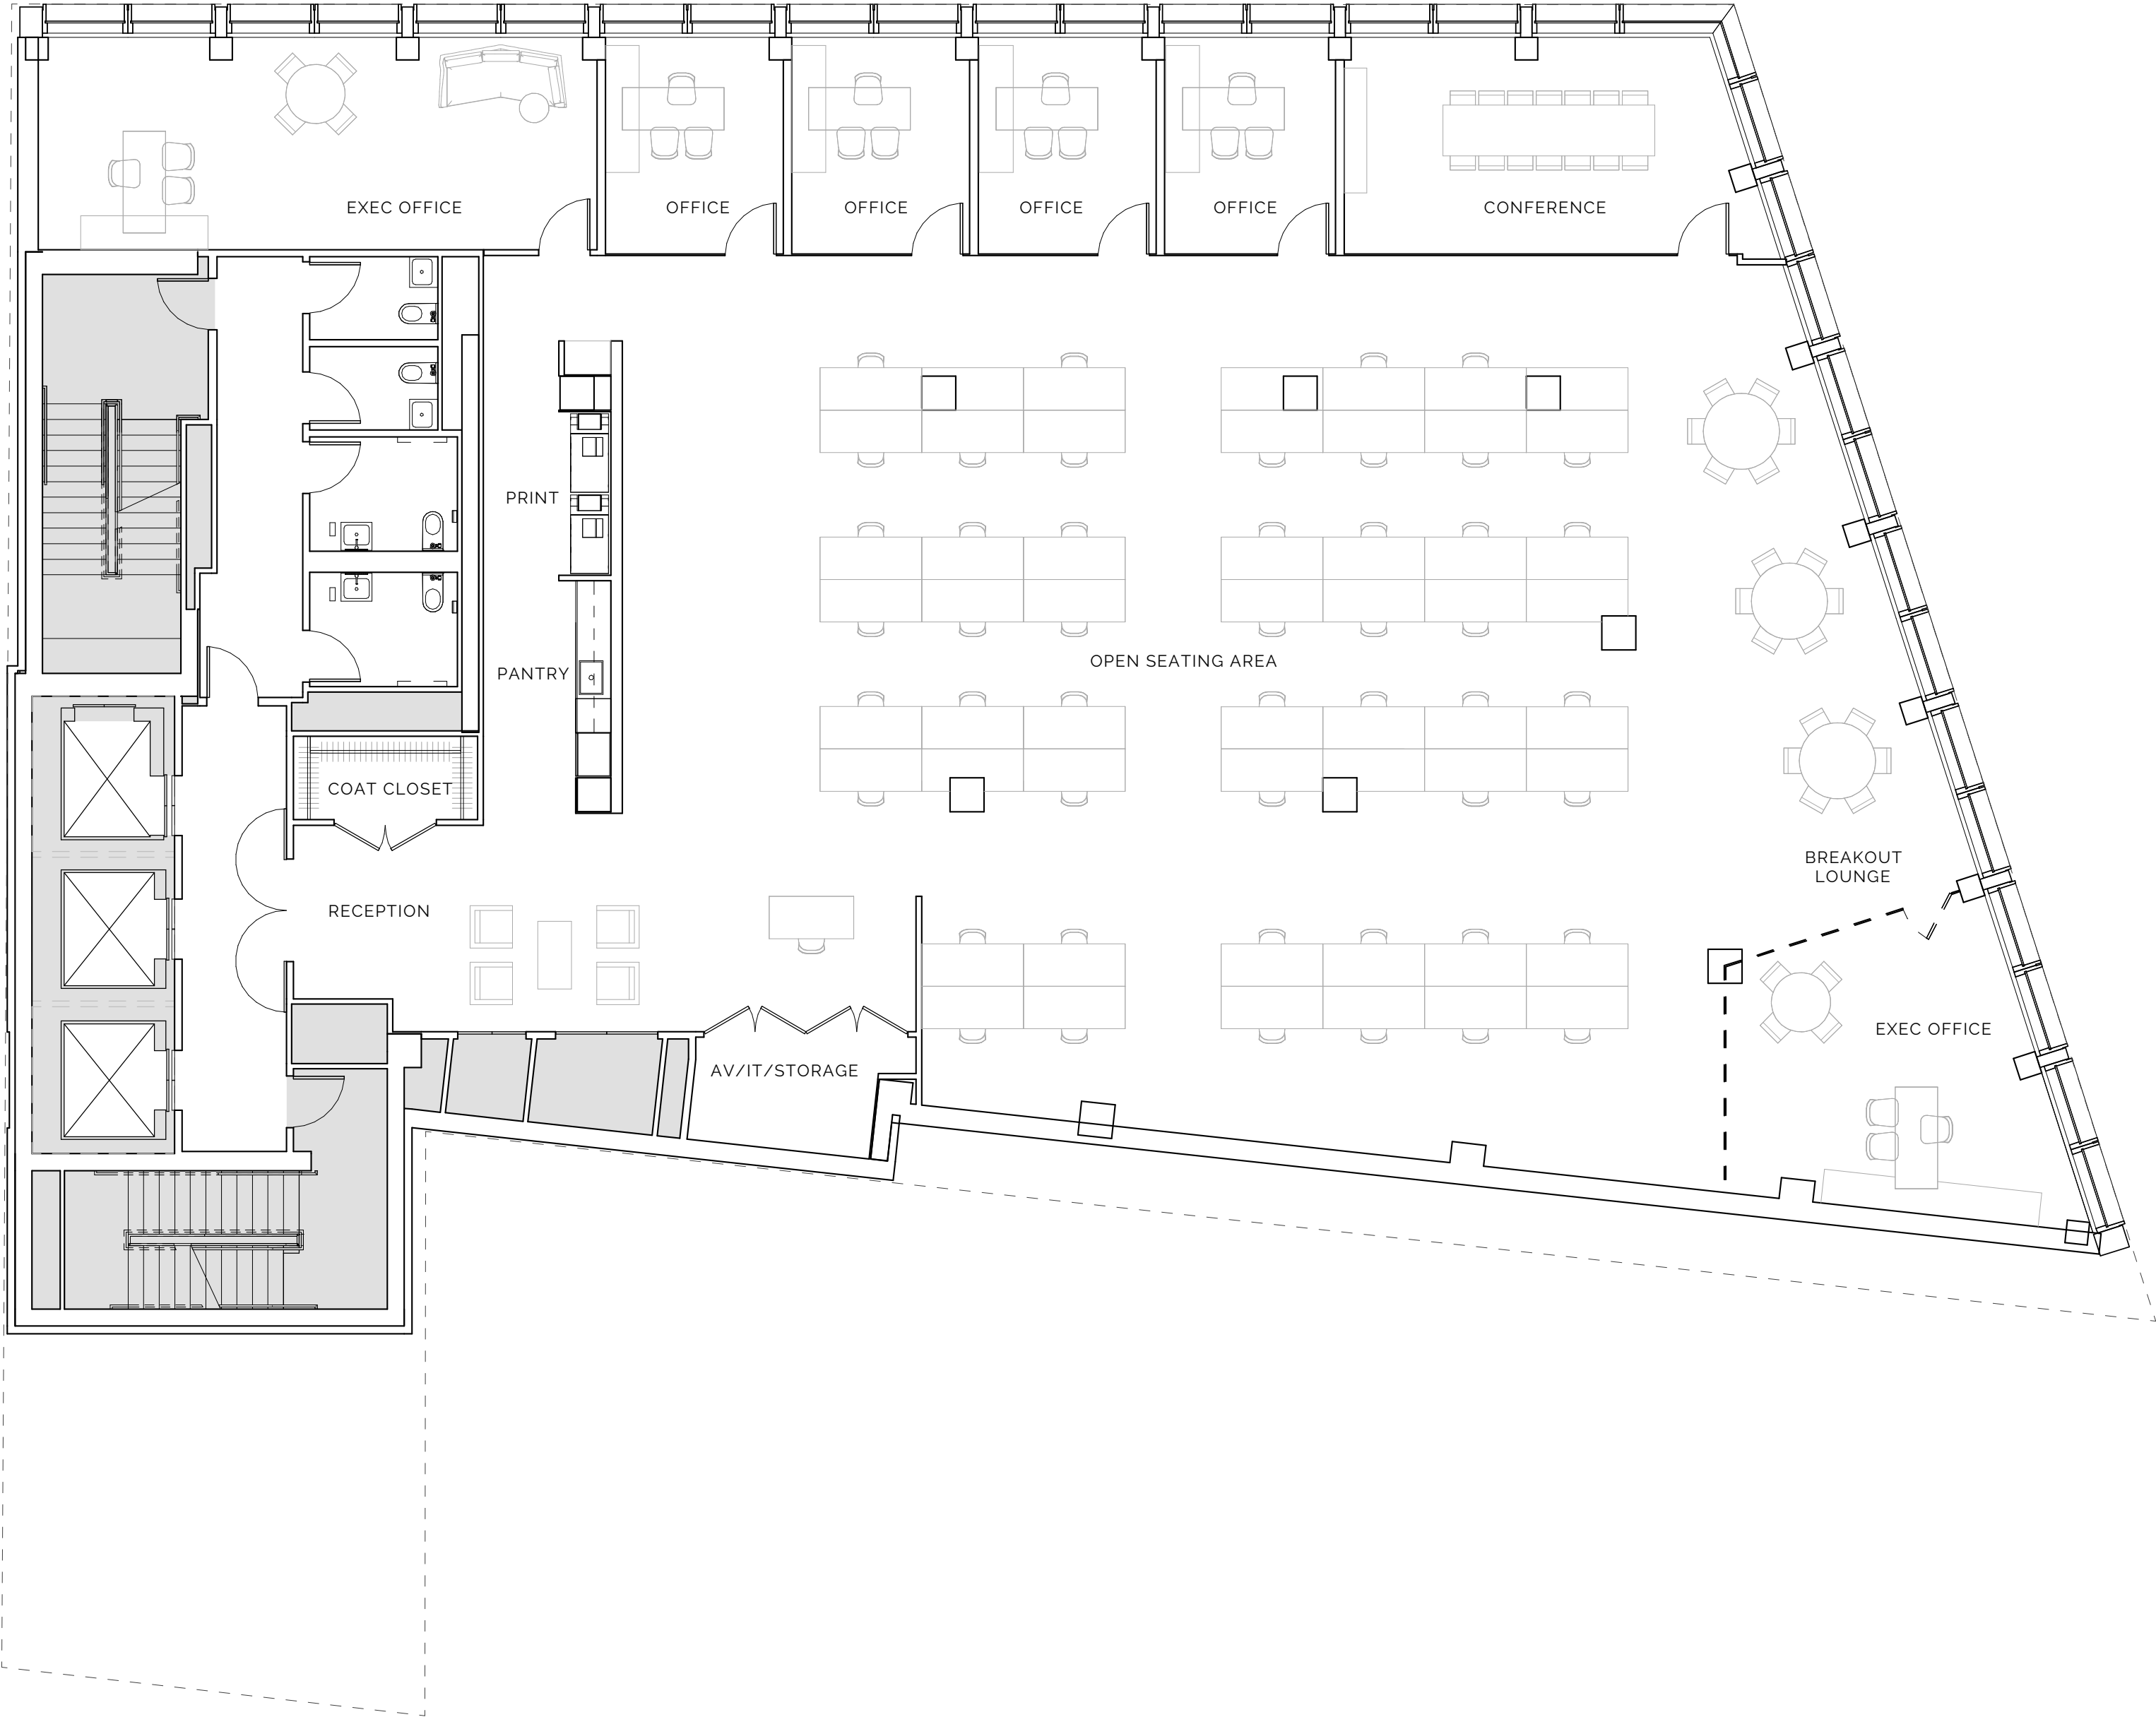 EXEC OFFICE
OFFICE
OFFICE
OFFICE
OFFICE
CONFERENCE
PRINT
OPEN SEATING AREA
PANTRY
COAT CLOSET
BREAKOUT
LOUNGE
RECEPTION
EXEC OFFICE
AV/IT/STORAGE